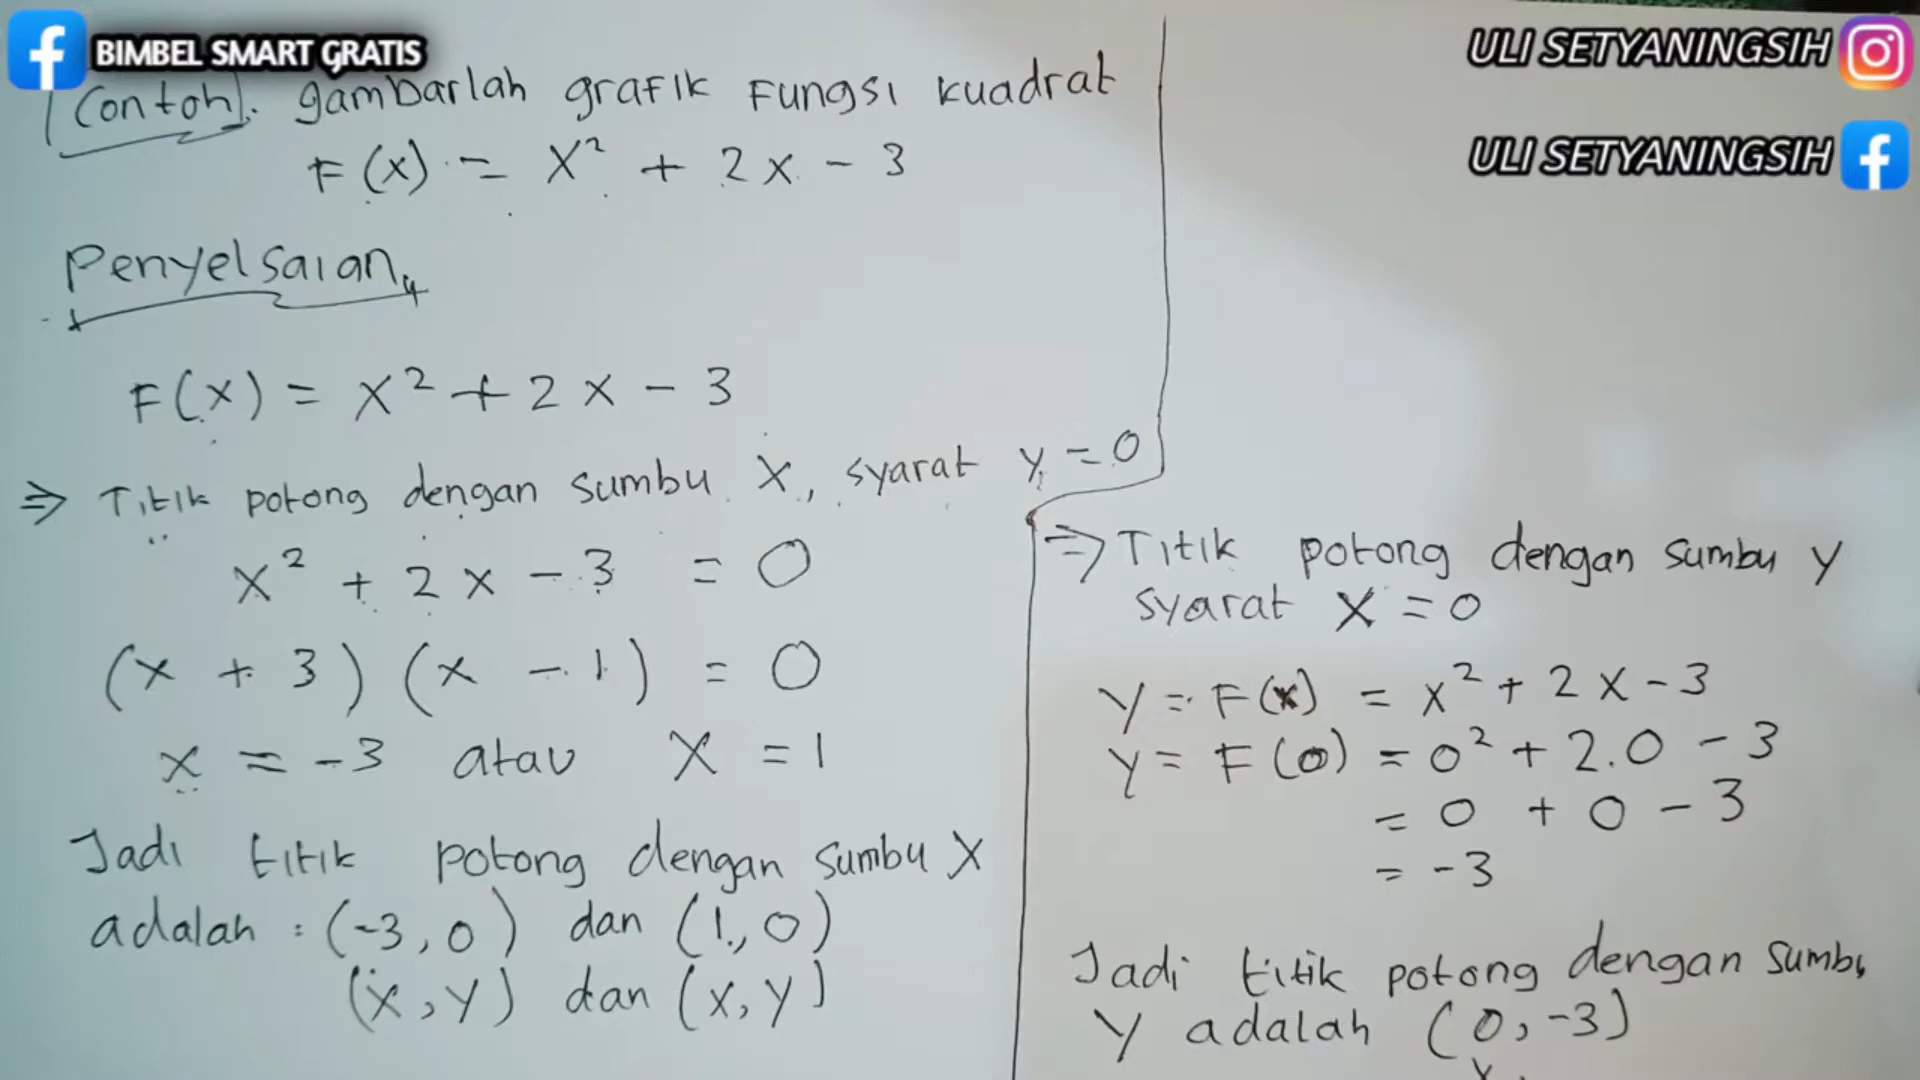 BIMBEL SMART GRATIS
ULI SETYANINGSIH
ULI SETYANINGSIH
Contoh. gambarlah grafik Fungsi kuadrat
F(x) = x² + 2x - 3
Penyelsaian,
F(x) = x² + 2x - 3
⇒ Titik potong dengan sumbu X, syarat y = 0
x² + 2x - 3 = 0
(x + 3) (x - 1) = 0
x = -3 atau x = 1
Jadi titik potong dengan sumbu X
adalah : (-3, 0) dan (1, 0)
(x, y) dan (x, y)
⇒ Titik potong dengan sumbu y
syarat x = 0
y = F(x) = x² + 2x - 3
y = F(0) = 0² + 2.0 - 3
= 0 + 0 - 3
= -3
Jadi titik potong dengan sumbu
y adalah (0, -3)